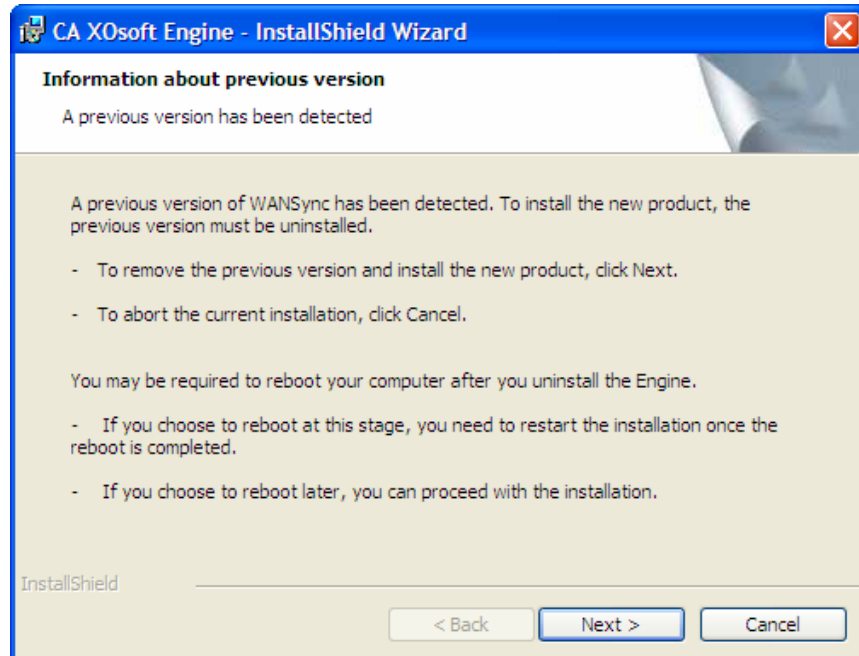 CA XOsoft Engine - InstallShield Wizard
Information about previous version
A previous version has been detected
A previous version of WANSync has been detected. To install the new product, the
previous version must be uninstalled.
- To remove the previous version and install the new product, click Next.
- To abort the current installation, click Cancel.
You may be required to reboot your computer after you uninstall the Engine.
- If you choose to reboot at this stage, you need to restart the installation once the
reboot is completed.
- If you choose to reboot later, you can proceed with the installation.
InstallShield
< Back Next > Cancel